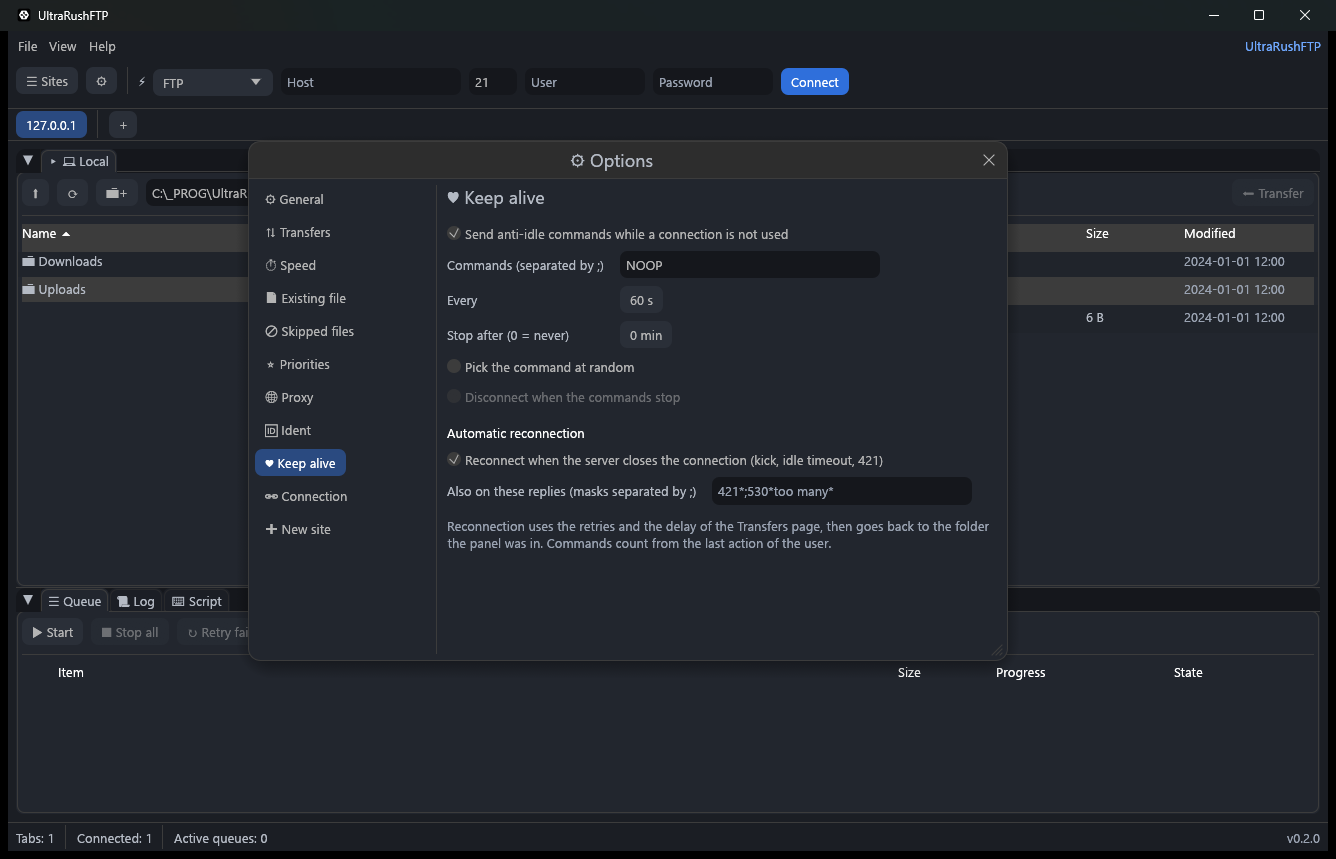 UltraRushFTP
File View Help UltraRushFTP
Sites FTP Host 21 User Password Connect
127.0.0.1 +
Local
C:\_PROG\UltraR
Transfer
Name Size Modified
Downloads 2024-01-01 12:00
Uploads 2024-01-01 12:00
6 B 2024-01-01 12:00
Options
General
Transfers
Speed
Existing file
Skipped files
Priorities
Proxy
Ident
Keep alive
Connection
New site
Keep alive
Send anti-idle commands while a connection is not used
Commands (separated by ;) NOOP
Every 60 s
Stop after (0 = never) 0 min
Pick the command at random
Disconnect when the commands stop
Automatic reconnection
Reconnect when the server closes the connection (kick, idle timeout, 421)
Also on these replies (masks separated by ;) 421*;530*too many*
Reconnection uses the retries and the delay of the Transfers page, then goes back to the folder
the panel was in. Commands count from the last action of the user.
Queue Log Script
Start Stop all Retry fai
Item Size Progress State
Tabs: 1 Connected: 1 Active queues: 0 v0.2.0